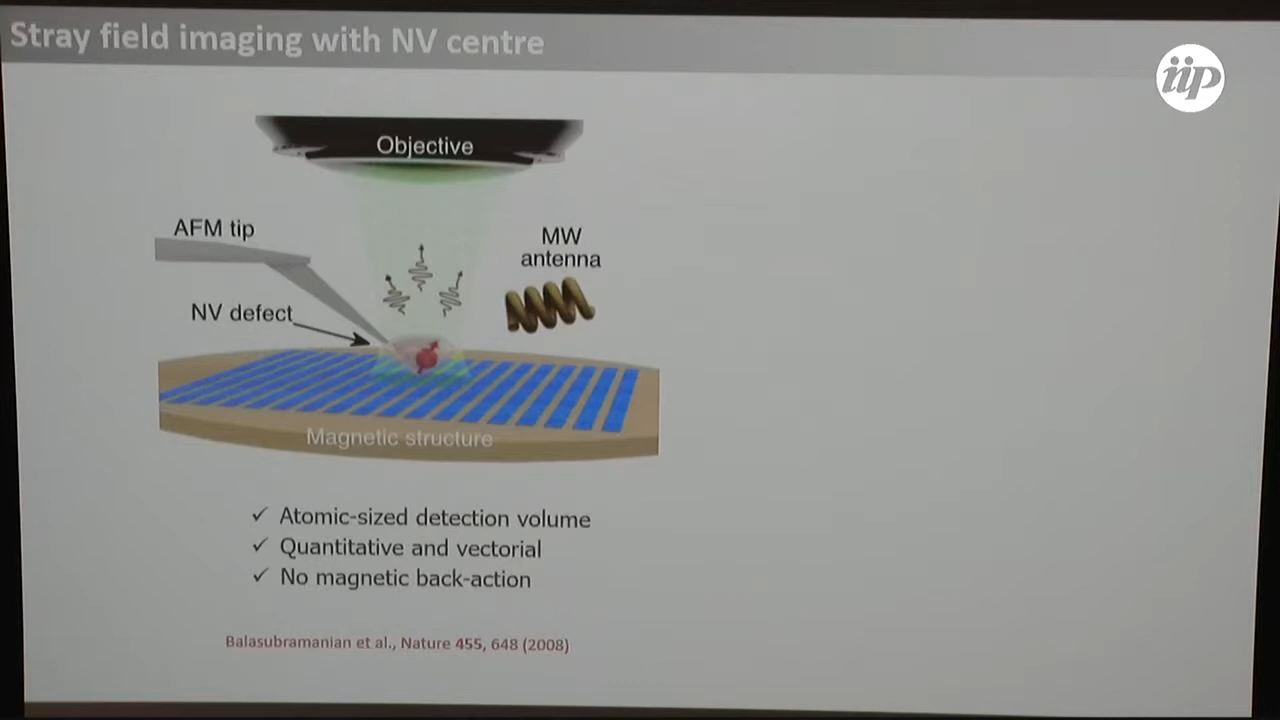 Stray field imaging with NV centre
iip
Objective
AFM tip
MW
antenna
NV defect
Magnetic structure
✓ Atomic-sized detection volume
✓ Quantitative and vectorial
✓ No magnetic back-action
Balasubramanian et al., Nature 455, 648 (2008)